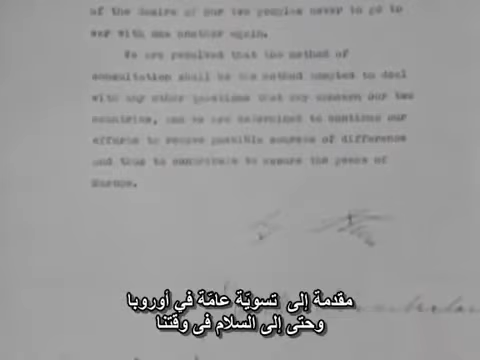 of the desire of our two peoples never to go to
war with one another again.
We are resolved that the method of
consultation shall be the method adopted to deal
with any other questions that may concern our two
countries, and we are determined to continue our
efforts to remove possible sources of difference
and thus to contribute to assure the peace of
Europe.
مقدمة إلى تسويّة عامّة في أوروبا
وحتى إلى السلام فى وقتنا